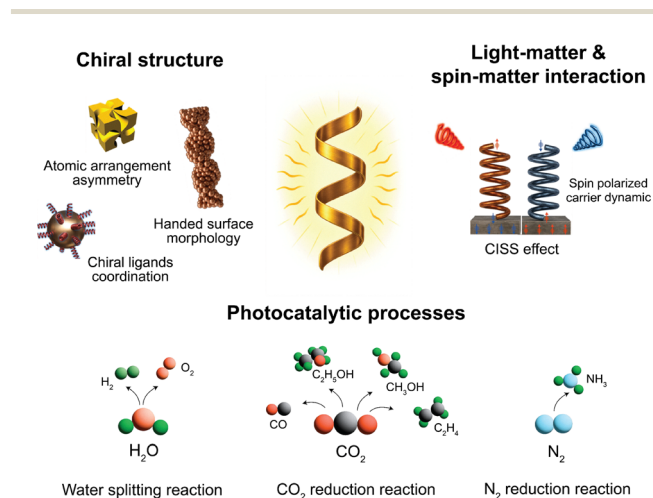 Chiral structure
Atomic arrangement
asymmetry
Handed surface
morphology
Chiral ligands
coordination
Light-matter &
spin-matter interaction
Spin polarized
carrier dynamic
CISS effect
Photocatalytic processes
H₂
O₂
H₂O
Water splitting reaction
C₂H₅OH
CH₃OH
CO
C₂H₄
CO₂
CO₂ reduction reaction
NH₃
N₂
N₂ reduction reaction